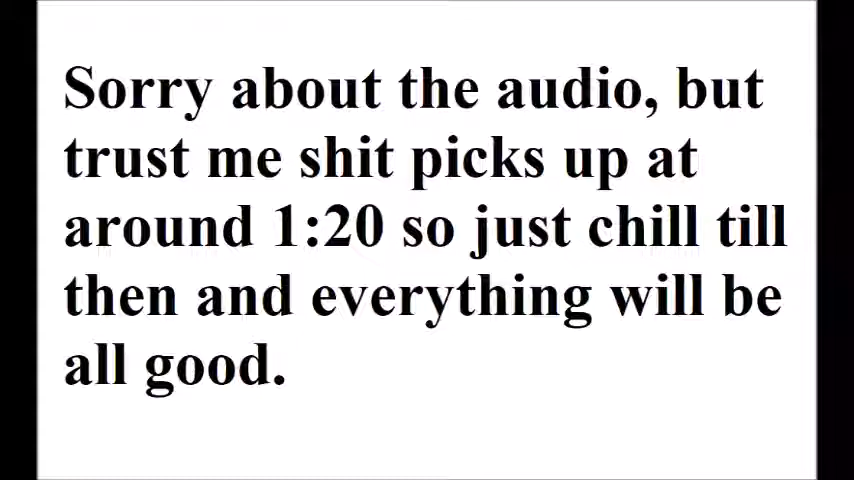 Sorry about the audio, but
trust me shit picks up at
around 1:20 so just chill till
then and everything will be
all good.